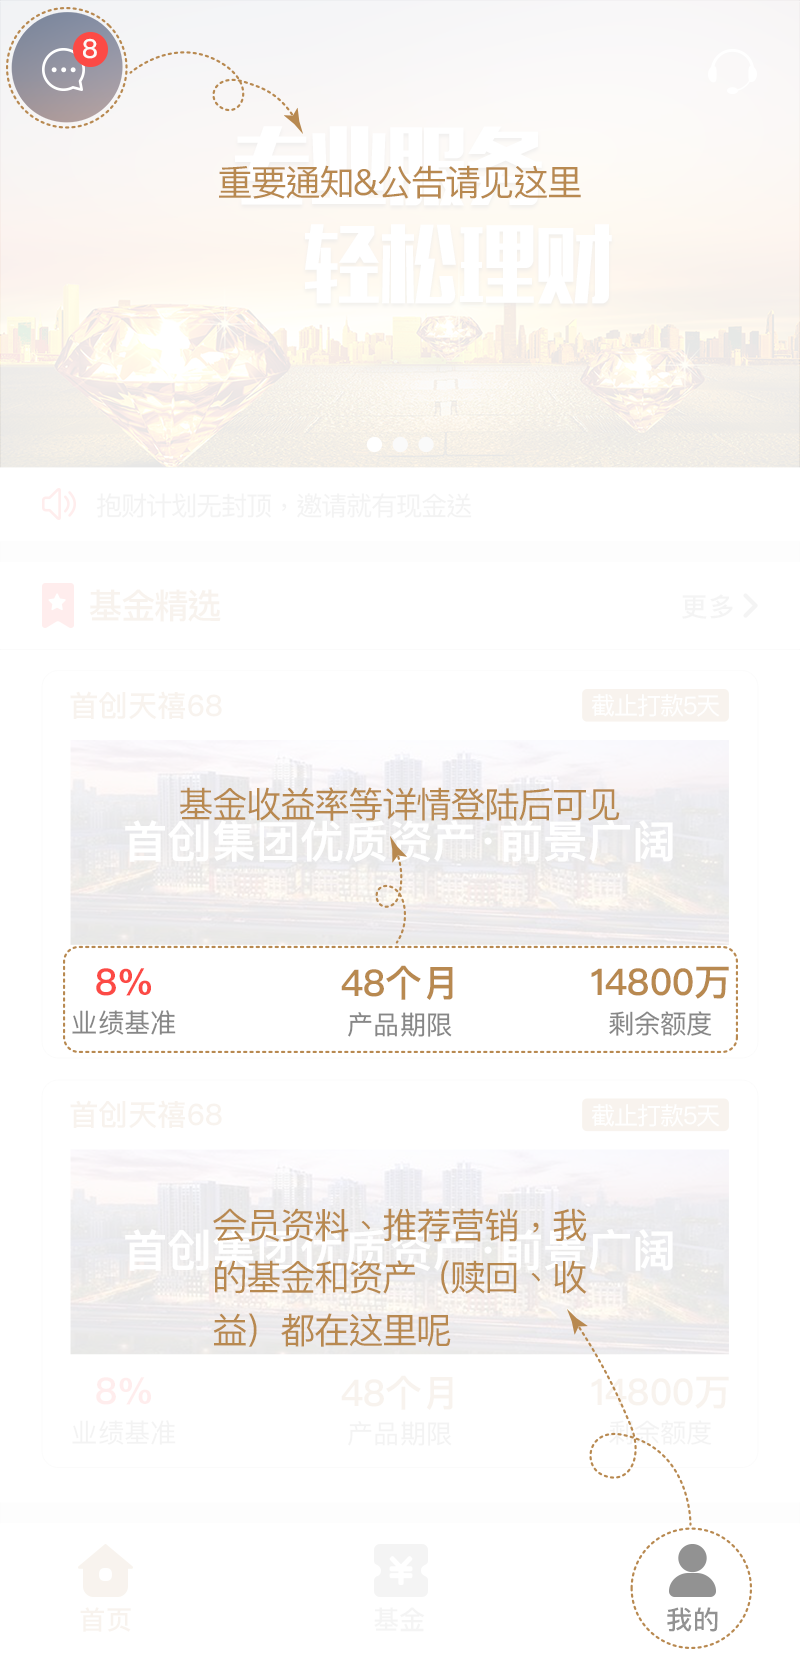 8
专业服务
重要通知&公告请见这里
轻松理财
抱财计划无封顶，邀请就有现金送
基金精选
更多
首创天禧68
截止打款5天
基金收益率等详情登陆后可见
首创集团优质资产·前景广阔
8%
48个月
14800万
业绩基准
产品期限
剩余额度
首创天禧68
截止打款5天
会员资料、推荐营销，我
首创集团优质资产·前景广阔
的基金和资产（赎回、收
益）都在这里呢
8%
48个月
14800万
业绩基准
产品期限
剩余额度
首页
基金
我的